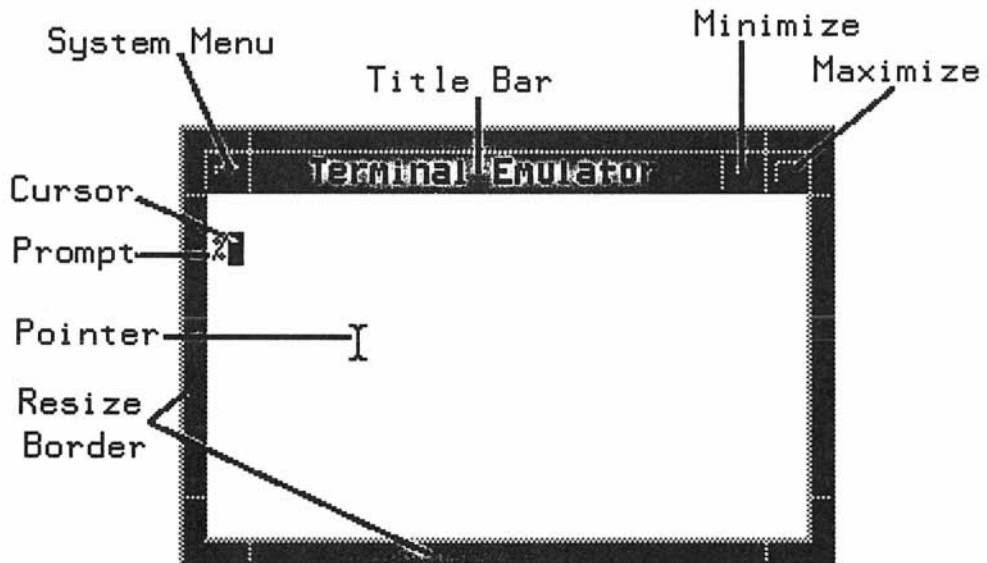 System Menu
Title Bar
Minimize
Maximize
Terminal Emulator
Cursor
%
Prompt
Pointer
Resize
Border